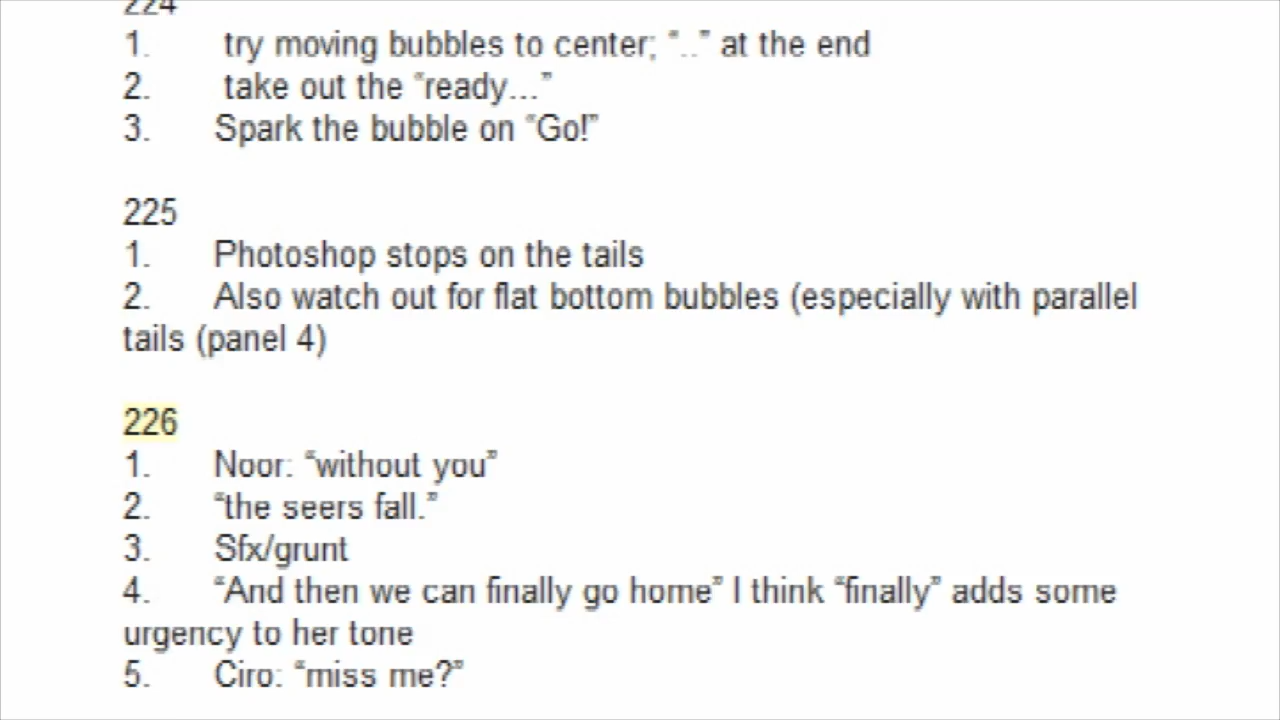 224
1. try moving bubbles to center; “..” at the end
2. take out the “ready...”
3. Spark the bubble on “Go!”
225
1. Photoshop stops on the tails
2. Also watch out for flat bottom bubbles (especially with parallel
tails (panel 4)
226
1. Noor: “without you”
2. “the seers fall.”
3. Sfx/grunt
4. “And then we can finally go home” I think “finally” adds some
urgency to her tone
5. Ciro: “miss me?”